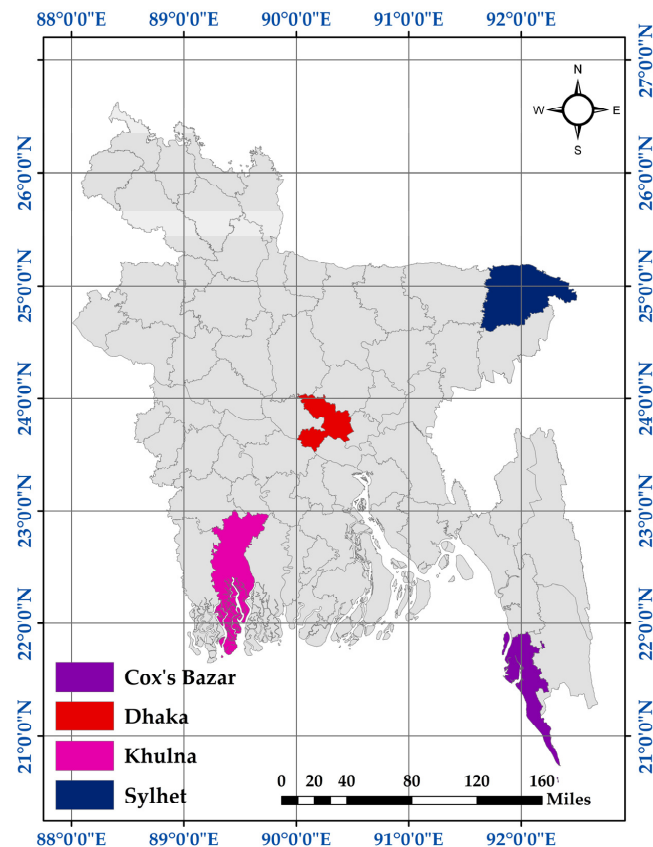 88°0'0"E 89°0'0"E 90°0'0"E 91°0'0"E 92°0'0"E
27°0'0"N
N
W E
S
26°0'0"N 26°0'0"N
25°0'0"N 25°0'0"N
24°0'0"N 24°0'0"N
23°0'0"N 23°0'0"N
22°0'0"N 22°0'0"N
21°0'0"N 21°0'0"N
Cox's Bazar
Dhaka
Khulna
Sylhet
0 20 40 80 120 160
Miles
88°0'0"E 89°0'0"E 90°0'0"E 91°0'0"E 92°0'0"E